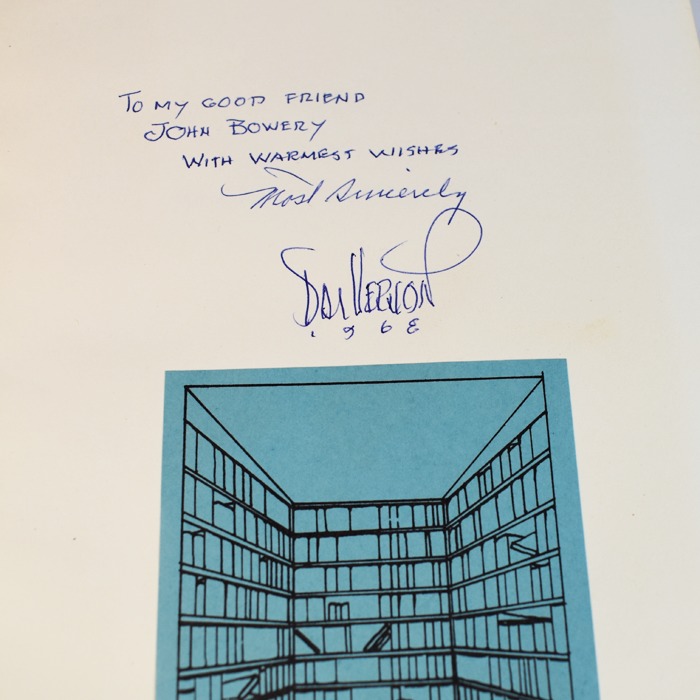 To MY GOOD FRIEND
JOHN BOWERY
WITH WARMEST WISHES
Most Sincerely
DAI VERNON
1968